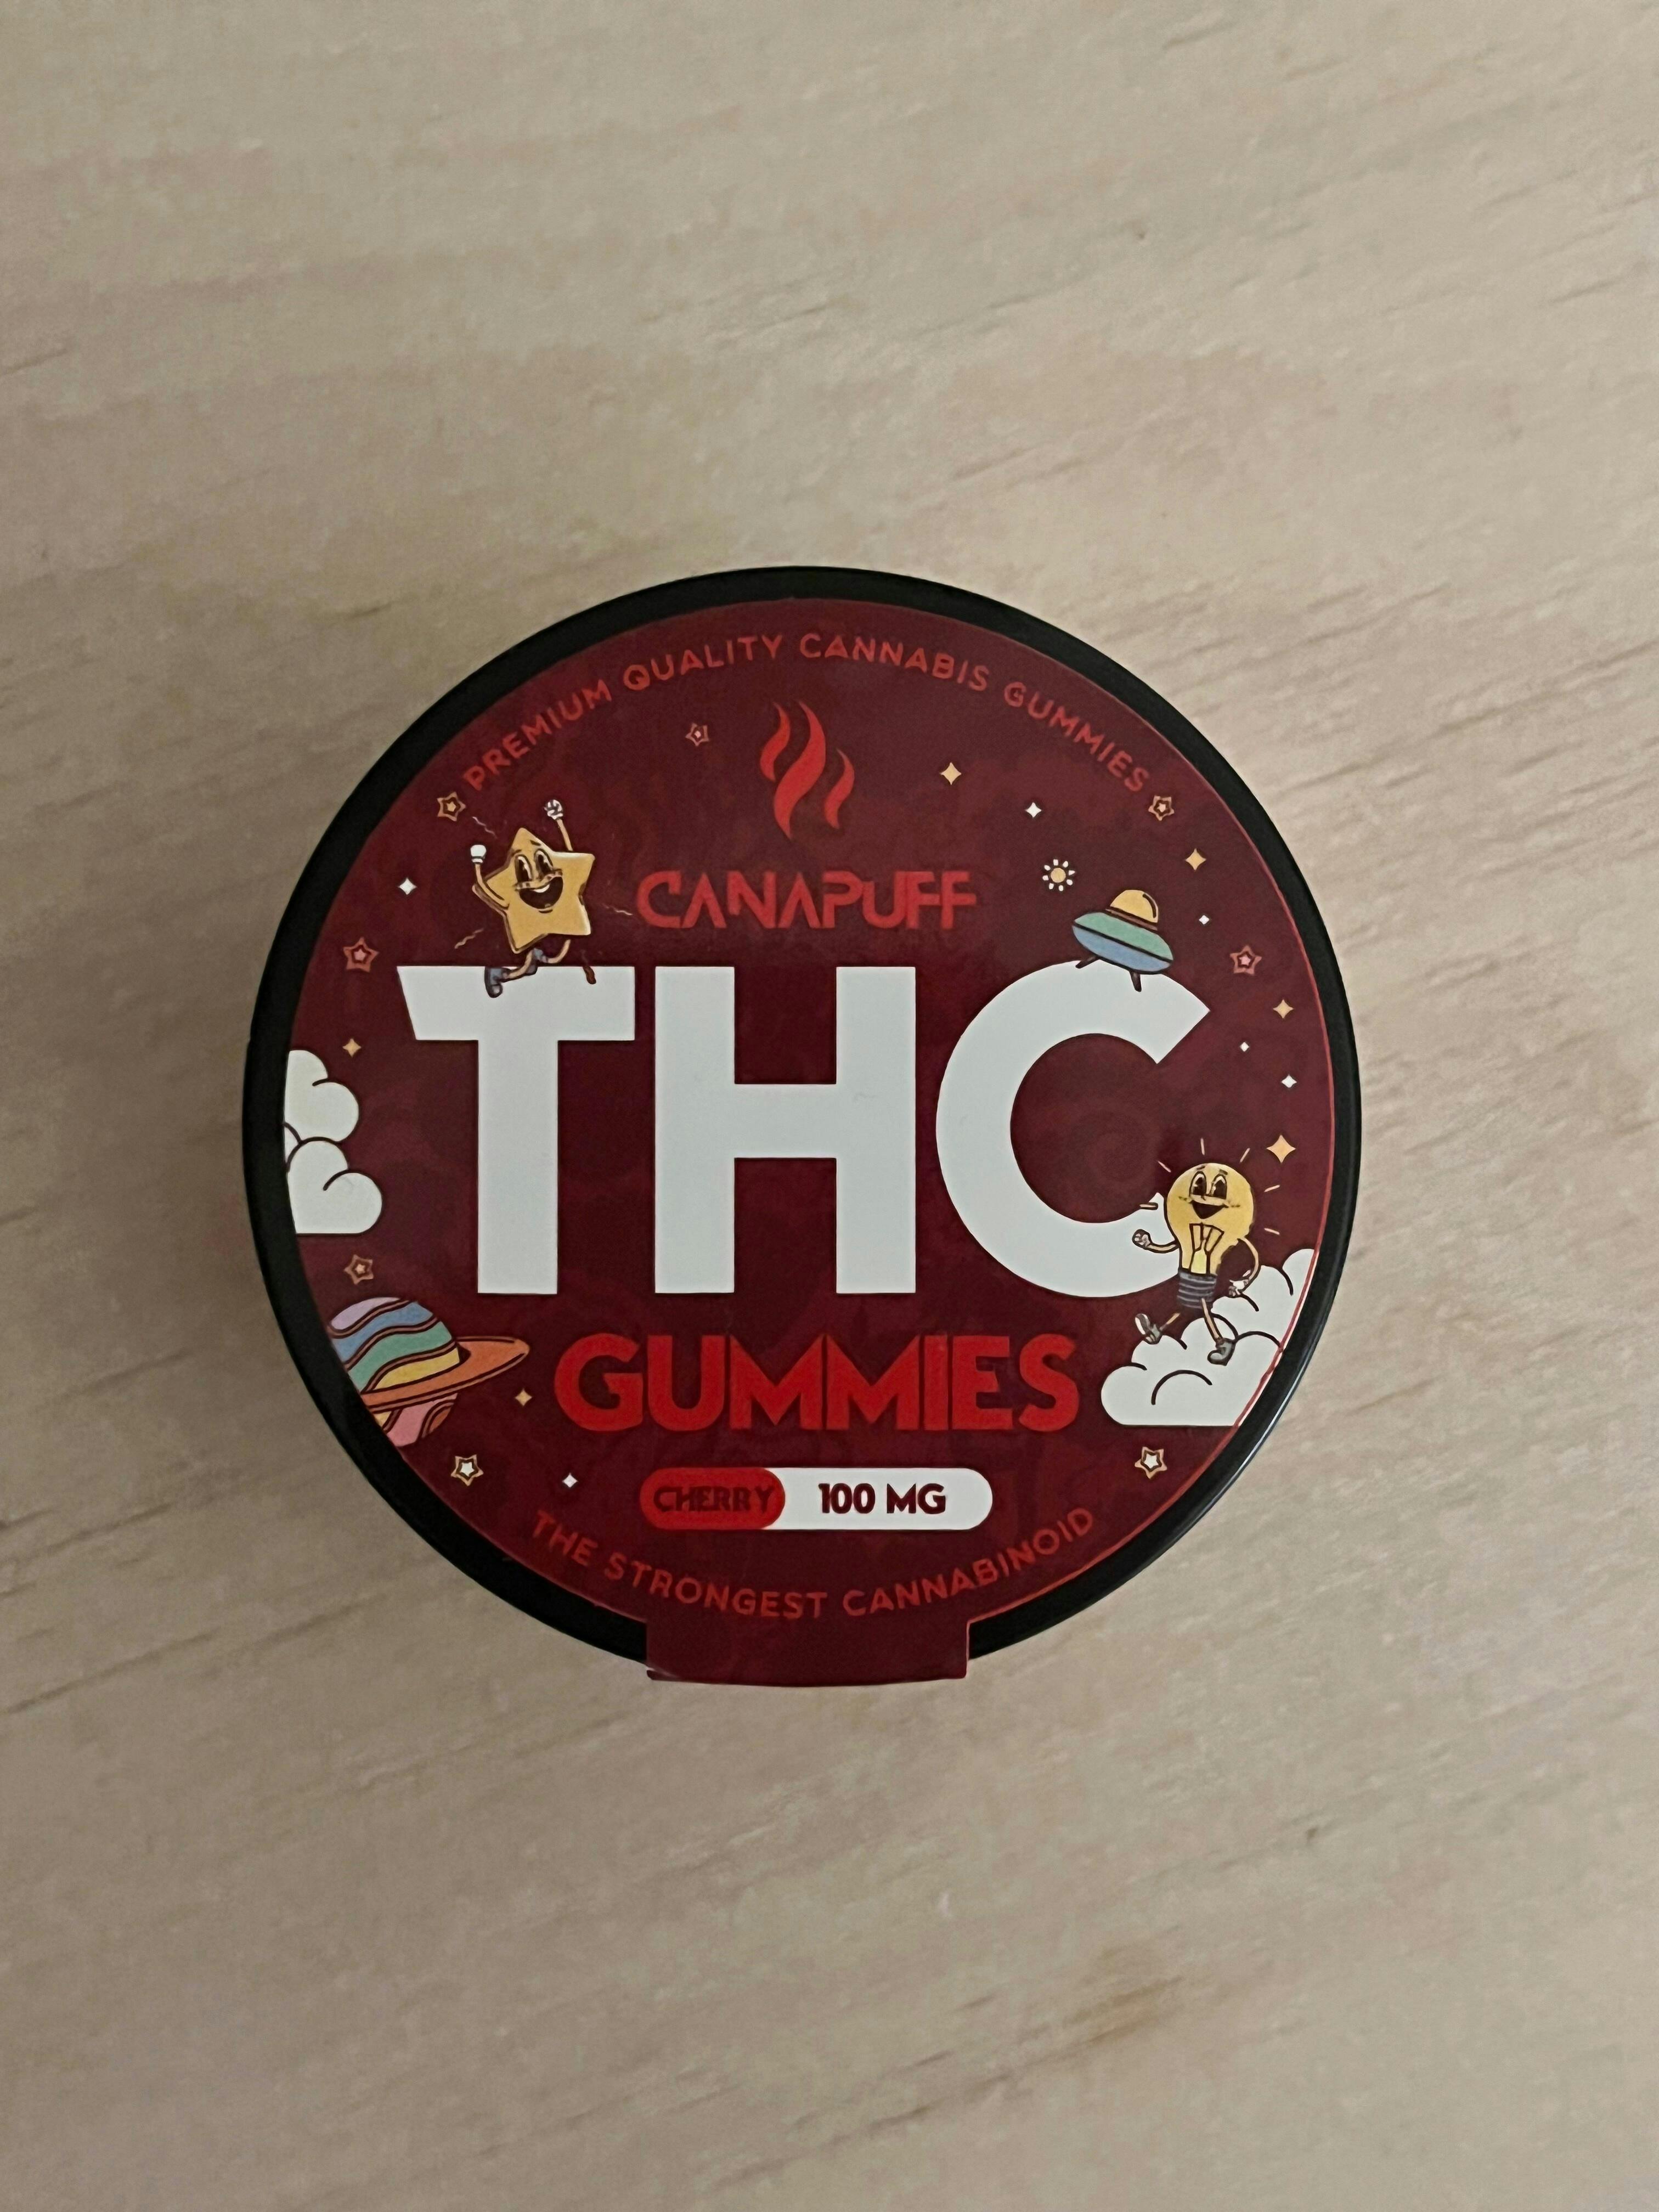 PREMIUM QUALITY CANNABIS GUMMIES
CANAPUFF
THC
GUMMIES
CHERRY 100 MG
THE STRONGEST CANNABINOID